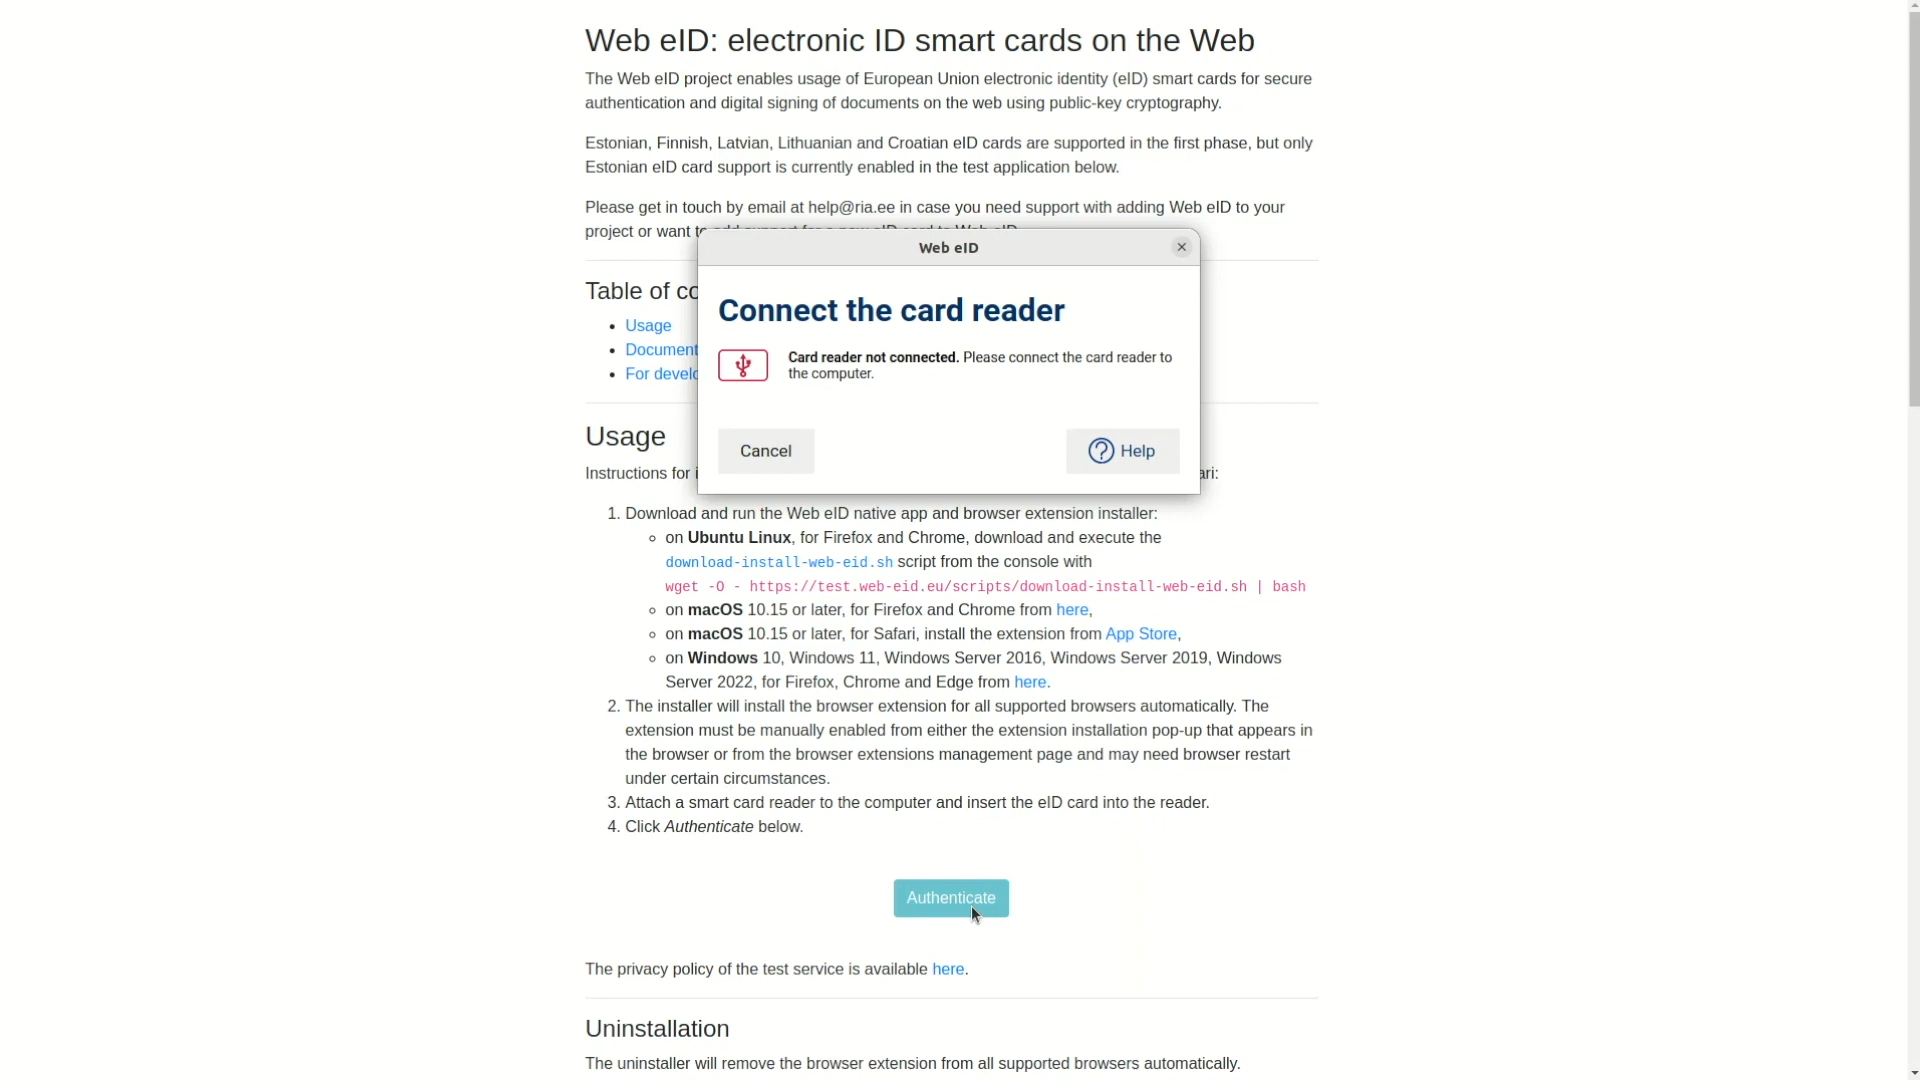 Web eID: electronic ID smart cards on the Web
The Web eID project enables usage of European Union electronic identity (eID) smart cards for secure
authentication and digital signing of documents on the web using public-key cryptography.
Estonian, Finnish, Latvian, Lithuanian and Croatian eID cards are supported in the first phase, but only
Estonian eID card support is currently enabled in the test application below.
Please get in touch by email at help@ria.ee in case you need support with adding Web eID to your
project or want
Web eID
Table of
Connect the card reader
Usage
Card reader not connected. Please connect the card reader to
the computer.
Usage
Cancel
Help
Instructions for
1. Download and run the Web eID native app and browser extension installer:
on Ubuntu Linux, for Firefox and Chrome, download and execute the
download-install-web-eid.sh script from the console with
wget -O - https://test.web-eid.eu/scripts/download-install-web-eid.sh | bash
on macOS 10.15 or later, for Firefox and Chrome from here,
on macOS 10.15 or later, for Safari, install the extension from App Store,
on Windows 10, Windows 11, Windows Server 2016, Windows Server 2019, Windows
Server 2022, for Firefox, Chrome and Edge from here.
2. The installer will install the browser extension for all supported browsers automatically. The
extension must be manually enabled from either the extension installation pop-up that appears in
the browser or from the browser extensions management page and may need browser restart
under certain circumstances.
3. Attach a smart card reader to the computer and insert the eID card into the reader.
4. Click Authenticate below.
Authenticate
The privacy policy of the test service is available here.
Uninstallation
The uninstaller will remove the browser extension from all supported browsers automatically.